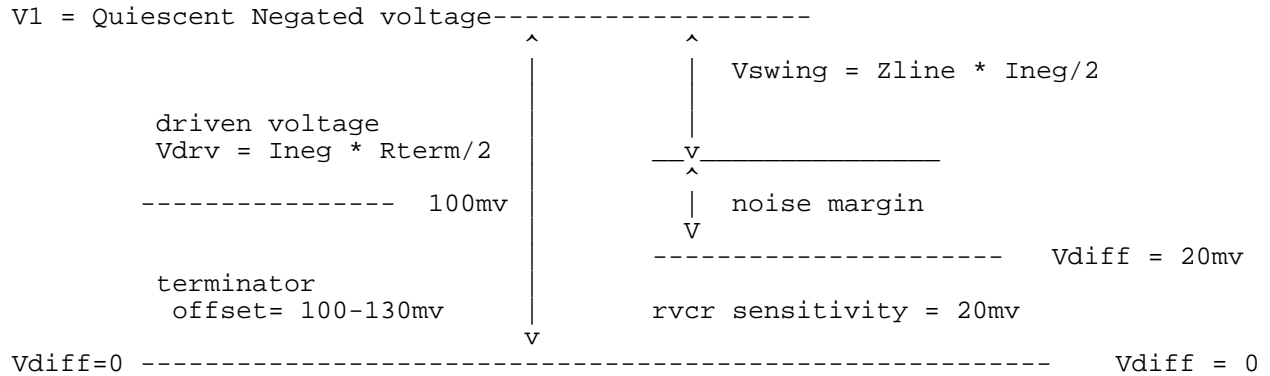 V1 = Quiescent Negated voltage--------------------
^ ^
| | Vswing = Zline * Ineg/2
| |
driven voltage | |
Vdrv = Ineg * Rterm/2 | __v_______________
| ^
---------------- 100mv | | noise margin
| V
| ---------------------- Vdiff = 20mv
terminator |
offset= 100-130mv | rvcr sensitivity = 20mv
v
Vdiff=0 --------------------------------------------------------- Vdiff = 0